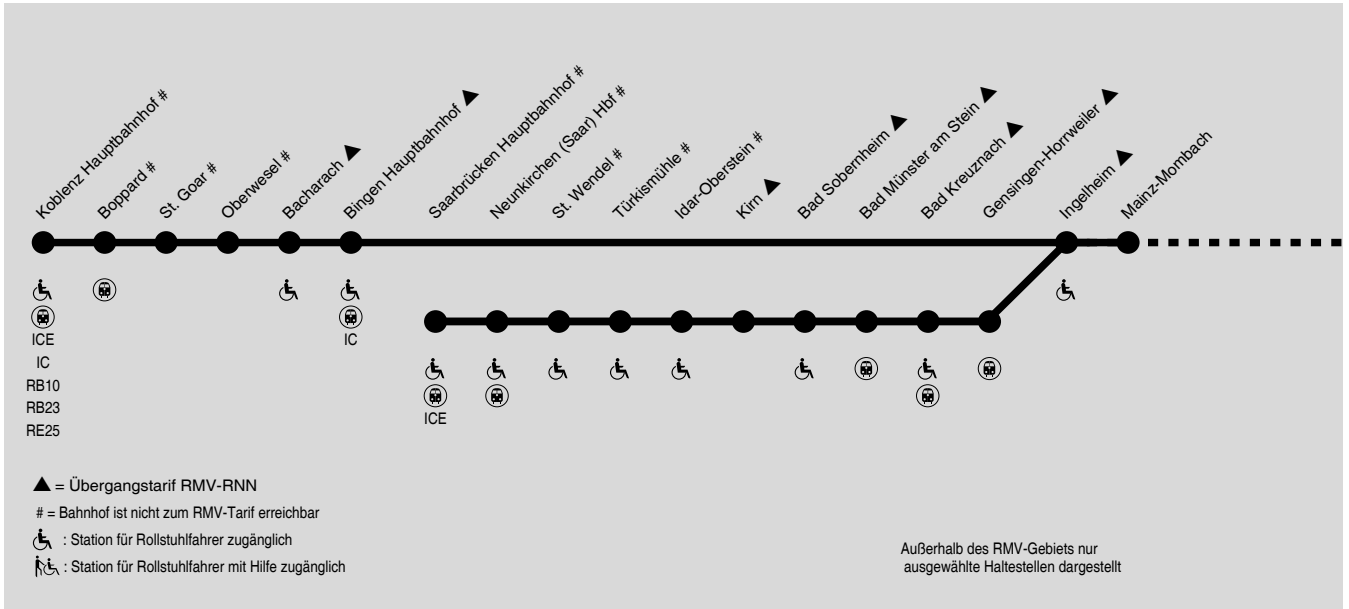 Koblenz Hauptbahnhof #
Boppard #
St. Goar #
Oberwesel #
Bacharach ▲
Bingen Hauptbahnhof ▲
Saarbrücken Hauptbahnhof #
Neunkirchen (Saar) Hbf #
St. Wendel #
Türkismühle #
Idar-Oberstein #
Kirn ▲
Bad Sobernheim ▲
Bad Münster am Stein ▲
Bad Kreuznach ▲
Gensingen-Horrweiler ▲
Ingelheim ▲
Mainz-Mombach
ICE
IC
RB10
RB23
RE25
IC
ICE
▲ = Übergangstarif RMV-RNN
# = Bahnhof ist nicht zum RMV-Tarif erreichbar
: Station für Rollstuhlfahrer zugänglich
: Station für Rollstuhlfahrer mit Hilfe zugänglich
Außerhalb des RMV-Gebiets nur
ausgewählte Haltestellen dargestellt